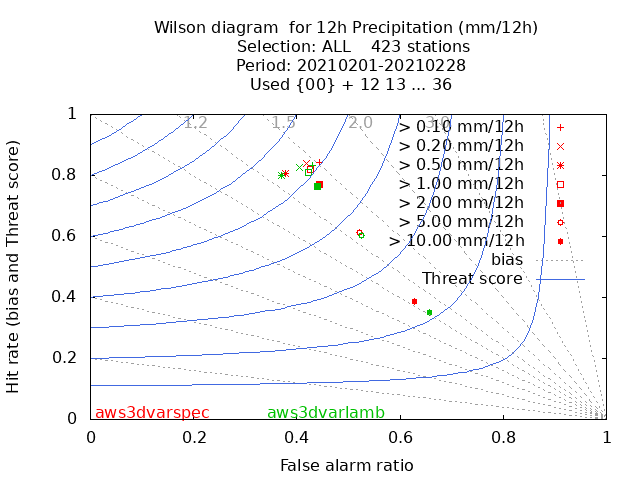 Wilson diagram  for 12h Precipitation (mm/12h)
Selection: ALL    423 stations
Period: 20210201-20210228
Used {00} + 12 13 ... 36
1.2
1.5
2.0
3.0
> 0.10 mm/12h
> 0.20 mm/12h
> 0.50 mm/12h
> 1.00 mm/12h
> 2.00 mm/12h
> 5.00 mm/12h
> 10.00 mm/12h
bias
Threat score
1
0.8
0.6
0.4
0.2
0
Hit rate (bias and Threat score)
aws3dvarspec
aws3dvarlamb
0
0.2
0.4
0.6
0.8
1
False alarm ratio